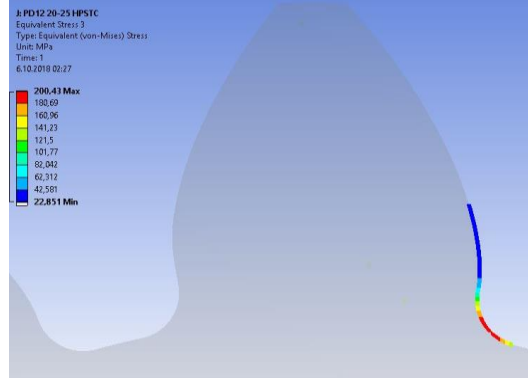 J: PD12 20-25 HPSTC
Equivalent Stress 3
Type: Equivalent (von-Mises) Stress
Unit: MPa
Time: 1
6.10.2018 02:27
200,43 Max
180,69
160,96
141,23
121,5
101,77
82,042
62,312
42,581
22,851 Min